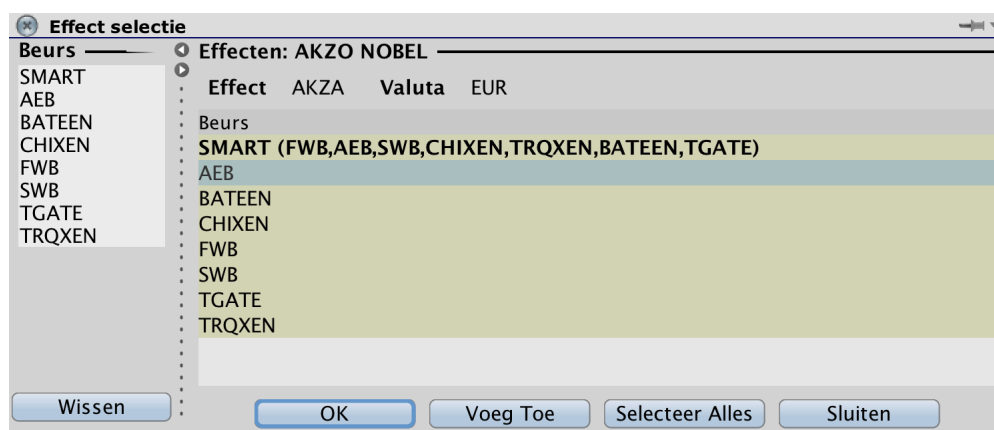 Effect selectie
Beurs
SMART
AEB
BATEEN
CHIXEN
FWB
SWB
TGATE
TRQXEN
Wissen
Effecten: AKZO NOBEL
Effect AKZA Valuta EUR
Beurs
SMART (FWB,AEB,SWB,CHIXEN,TRQXEN,BATEEN,TGATE)
AEB
BATEEN
CHIXEN
FWB
SWB
TGATE
TRQXEN
OK Voeg Toe Selecteer Alles Sluiten